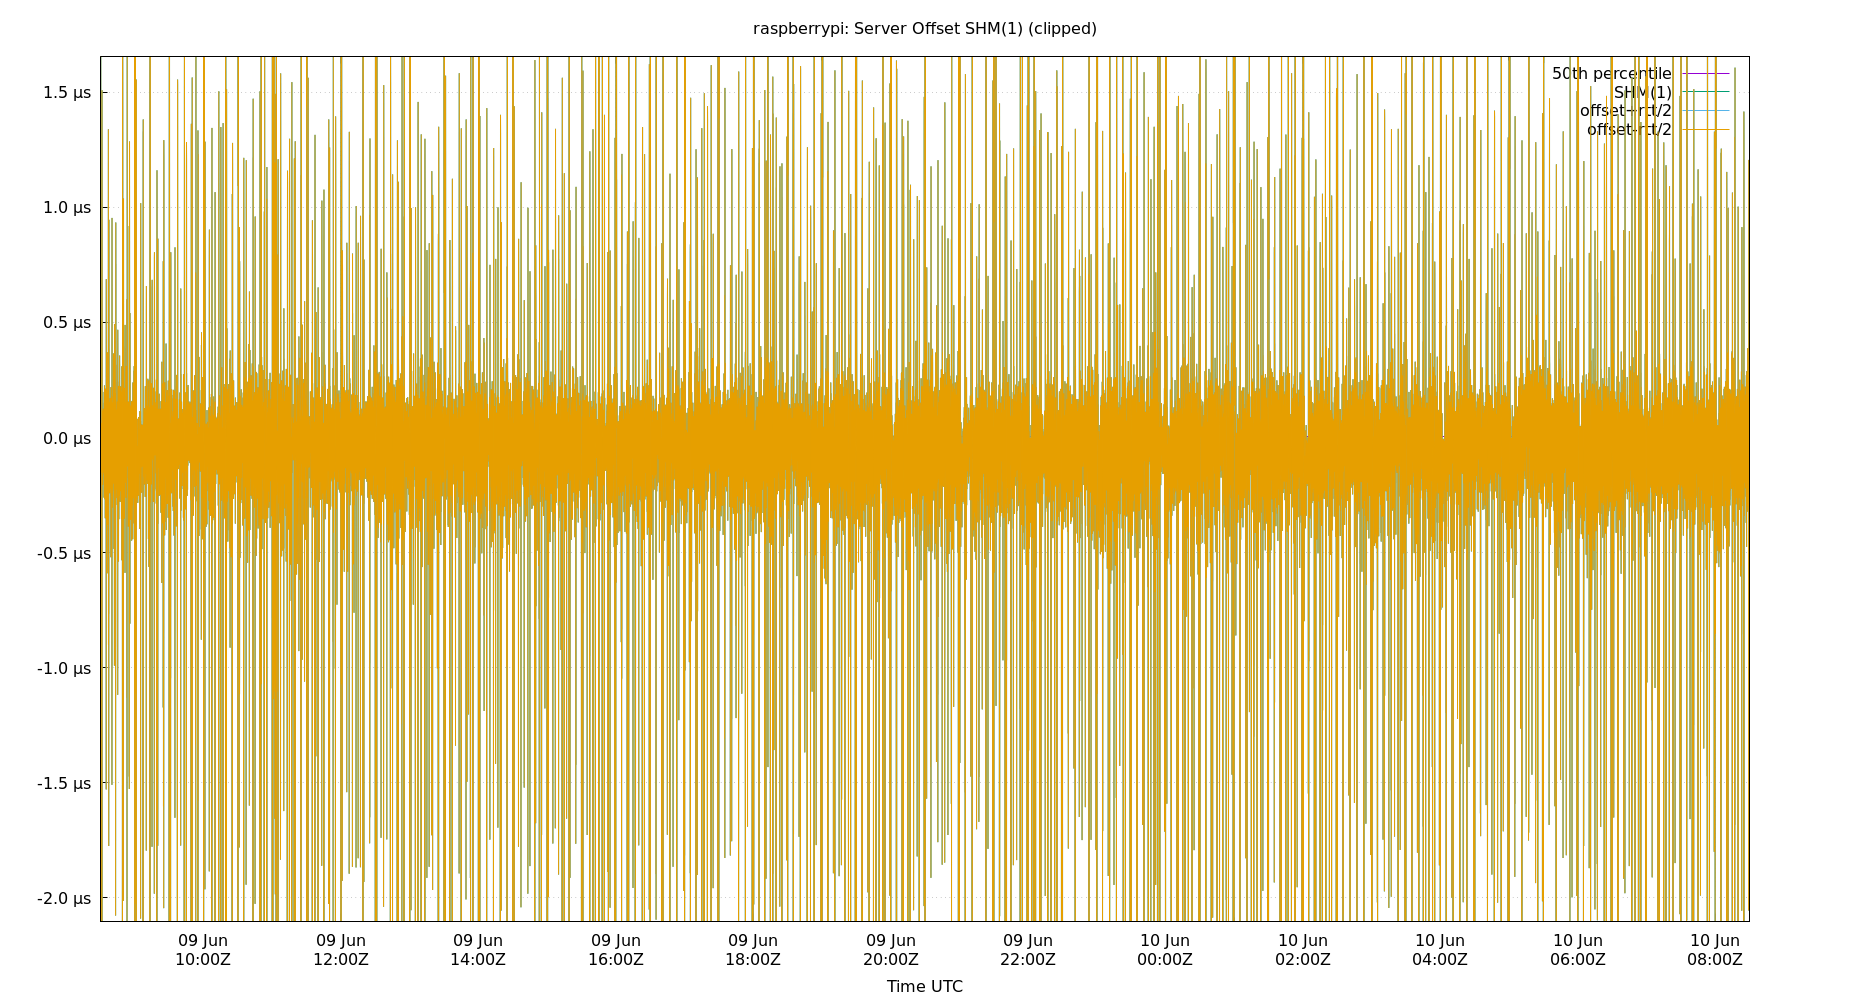 raspberrypi: Server Offset SHM(1) (clipped)
50th percentile
SHM(1)
offset+rtt/2
offset-rtt/2
1.5 µs
1.0 µs
0.5 µs
0.0 µs
-0.5 µs
-1.0 µs
-1.5 µs
-2.0 µs
09 Jun 09 Jun 09 Jun 09 Jun 09 Jun 09 Jun 09 Jun 10 Jun 10 Jun 10 Jun 10 Jun 10 Jun
10:00Z 12:00Z 14:00Z 16:00Z 18:00Z 20:00Z 22:00Z 00:00Z 02:00Z 04:00Z 06:00Z 08:00Z
Time UTC